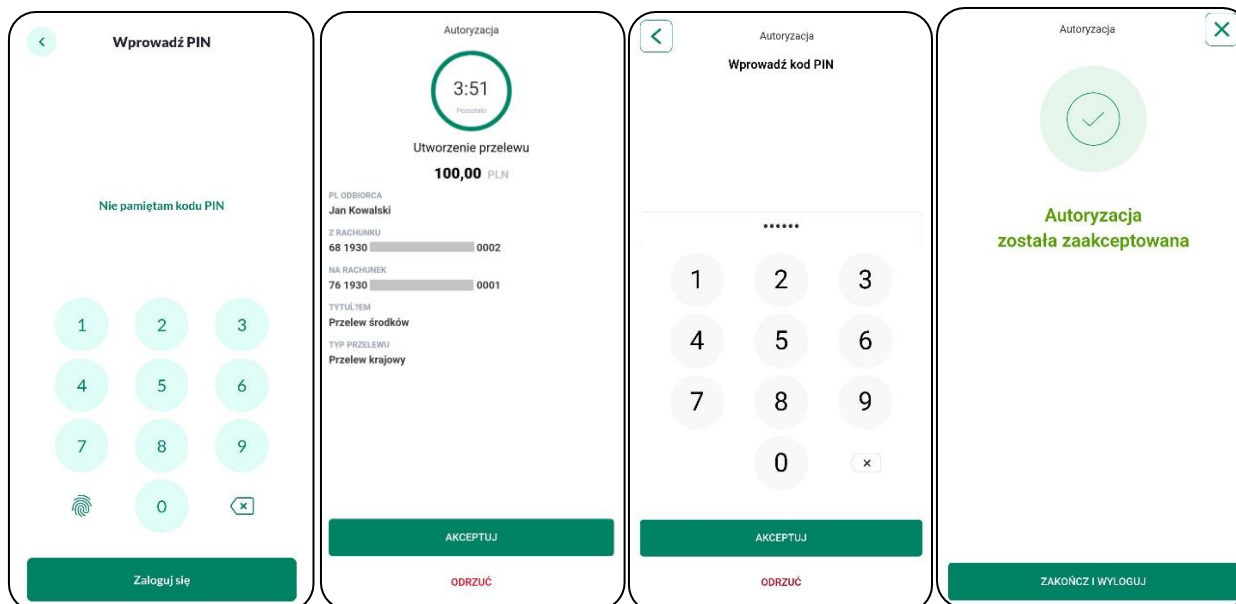 Wprowadź PIN
Nie pamiętam kodu PIN
1 2 3
4 5 6
7 8 9
0
Zaloguj się
Autoryzacja
3:51
Pozostało
Utworzenie przelewu
100,00 PLN
PL ODBIORCA
Jan Kowalski
Z RACHUNKU
68 1930 0002
NA RACHUNEK
76 1930 0001
TYTUĹ?EM
Przelew środków
TYP PRZELEWU
Przelew krajowy
AKCEPTUJ
ODRZUĆ
Autoryzacja
Wprowadź kod PIN
••••••
1 2 3
4 5 6
7 8 9
0
AKCEPTUJ
ODRZUĆ
Autoryzacja
Autoryzacja
została zaakceptowana
ZAKOŃCZ I WYLOGUJ